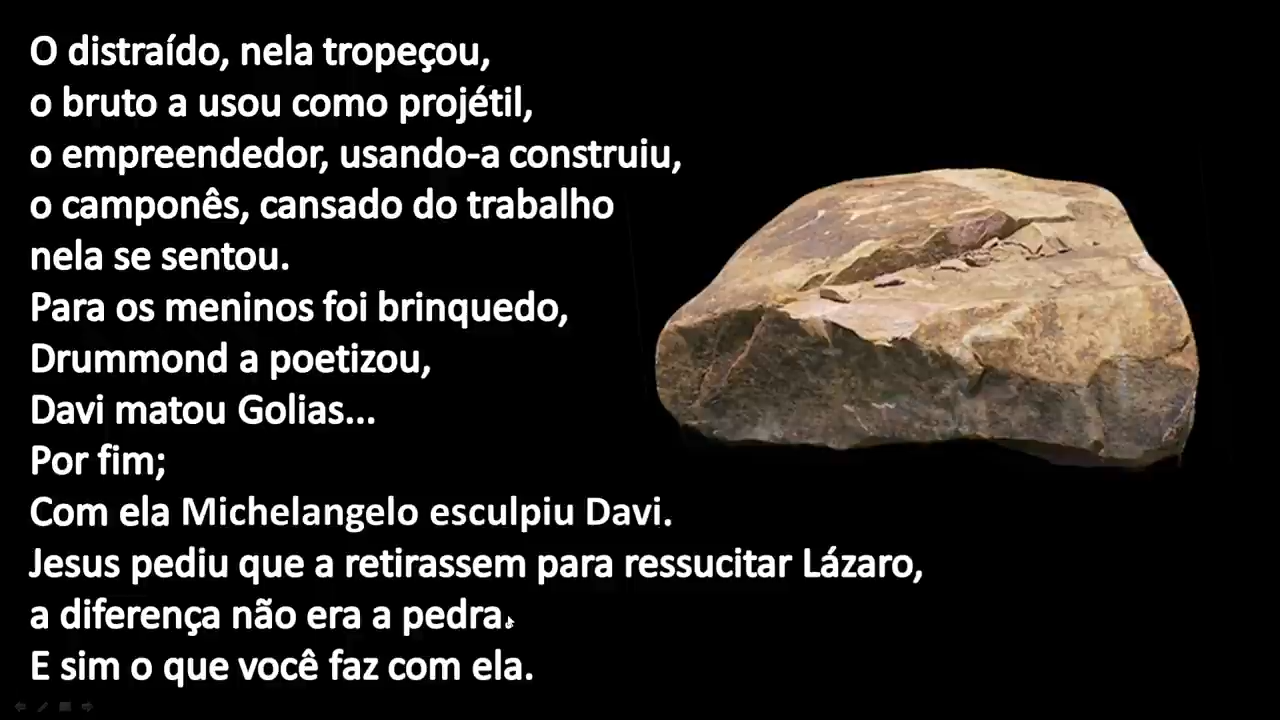 O distraído, nela tropeçou,
o bruto a usou como projétil,
o empreendedor, usando-a construiu,
o camponês, cansado do trabalho
nela se sentou.
Para os meninos foi brinquedo,
Drummond a poetizou,
Davi matou Golias...
Por fim;
Com ela Michelangelo esculpiu Davi.
Jesus pediu que a retirassem para ressucitar Lázaro,
a diferença não era a pedra.
E sim o que você faz com ela.